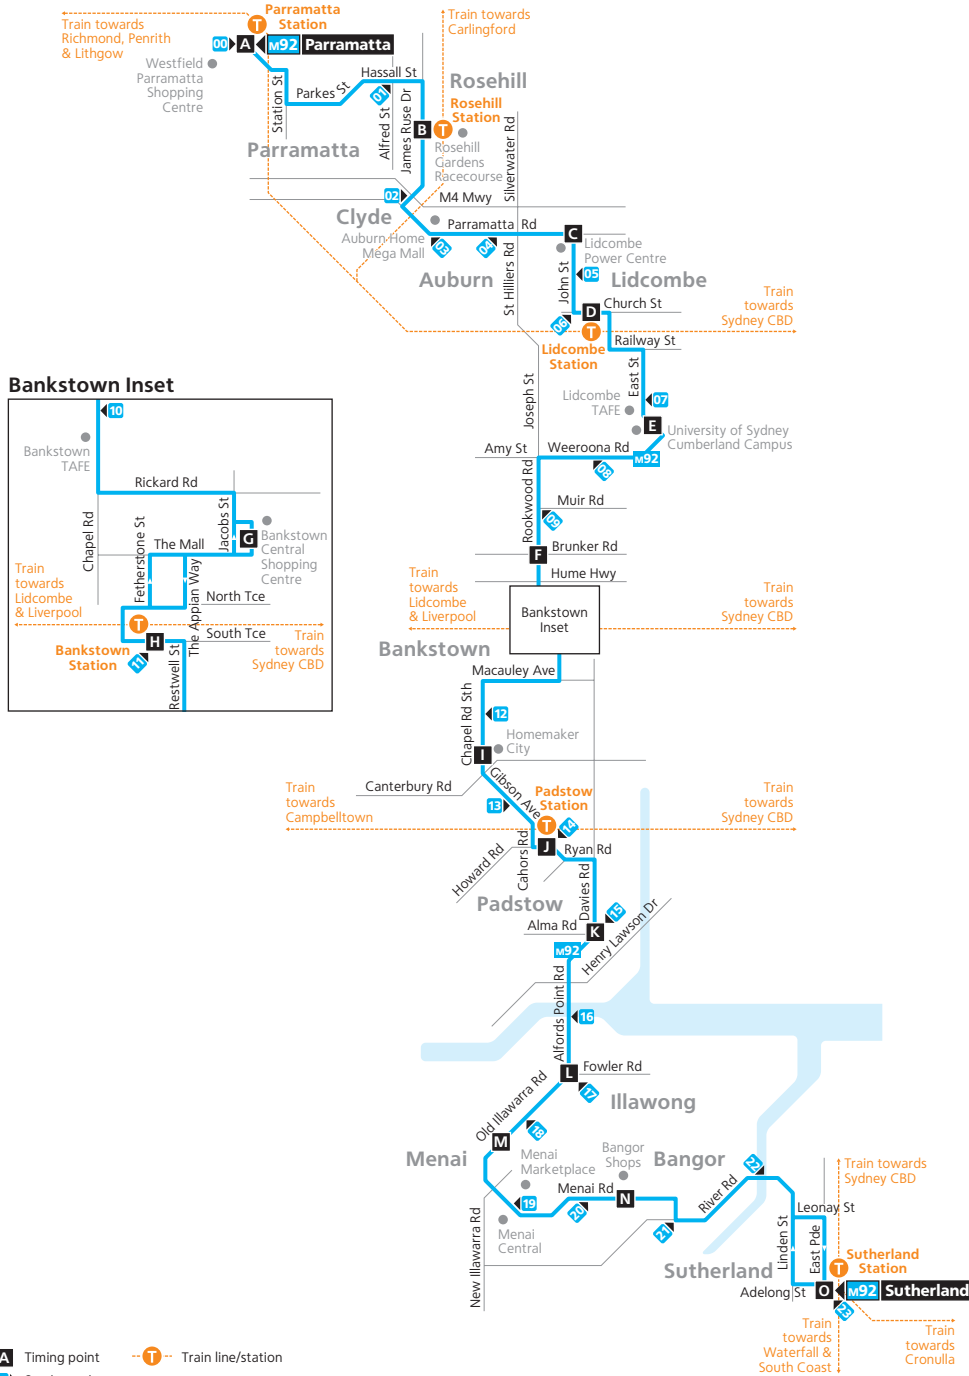 Parramatta
Station
Train towards
Richmond, Penrith
& Lithgow
Train towards
Carlingford
00
A
T
M92
Parramatta
Westfield
Parramatta
Shopping
Centre
Station St
Parkes St
Hassall St
01
Alfred St
James Ruse Dr
Rosehill
Rosehill
Station
B
T
Rosehill
Gardens
Racecourse
Silverwater Rd
Parramatta
02
M4 Mwy
Clyde
Parramatta Rd
C
Auburn Home
Mega Mall
03
04
Lidcombe
Power Centre
Auburn
St Hilliers Rd
John St
05
Lidcombe
Train
towards
Sydney CBD
D
Church St
06
T
Railway St
Lidcombe
Station
Joseph St
East St
Lidcombe
TAFE
07
E
University of Sydney
Cumberland Campus
Amy St
Weeroona Rd
M92
08
Rookwood Rd
Muir Rd
09
F
Brunker Rd
Hume Hwy
Train
towards
Lidcombe
& Liverpool
Bankstown
Inset
Train
towards
Sydney CBD
Bankstown
Bankstown Inset
10
Bankstown
TAFE
Rickard Rd
Chapel Rd
Fetherstone St
The Mall
Jacobs St
G
Bankstown
Central
Shopping
Centre
Train
towards
Lidcombe
& Liverpool
The Appian Way
North Tce
T
H
South Tce
Bankstown
Station
11
Restwell St
Train
towards
Sydney CBD
Macauley Ave
Chapel Rd Sth
12
Homemaker
City
I
Canterbury Rd
Gibson Ave
13
Train
towards
Campbelltown
Padstow
Station
Train
towards
Sydney CBD
T
14
J
Howard Rd
Cahors Rd
Ryan Rd
Davies Rd
Padstow
15
Alma Rd
K
Henry Lawson Dr
M92
Alfords Point Rd
16
L
Fowler Rd
17
Illawong
Old Illawarra Rd
18
M
Menai
Menai
Marketplace
Bangor
Shops
Bangor
22
Train towards
Sydney CBD
19
Menai Rd
N
20
River Rd
21
Menai
Central
New Illawarra Rd
Leonay St
Linden St
East Pde
Sutherland
Sutherland
Station
T
Adelong St
O
M92
Sutherland
23
Train
towards
Waterfall &
South Coast
Train
towards
Cronulla
A
Timing point
T
Train line/station